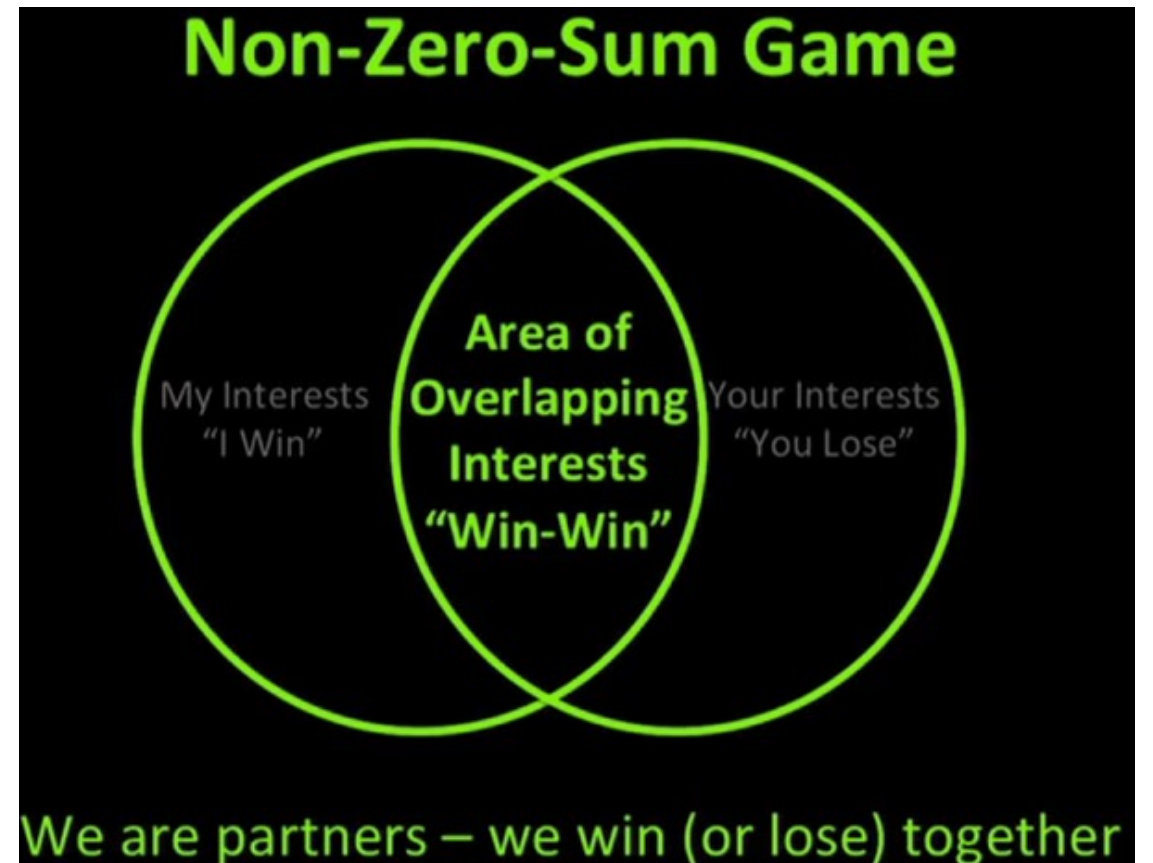 Non-Zero-Sum Game
My Interests
“I Win”
Area of
Overlapping
Interests
“Win-Win”
Your Interests
“You Lose”
We are partners – we win (or lose) together